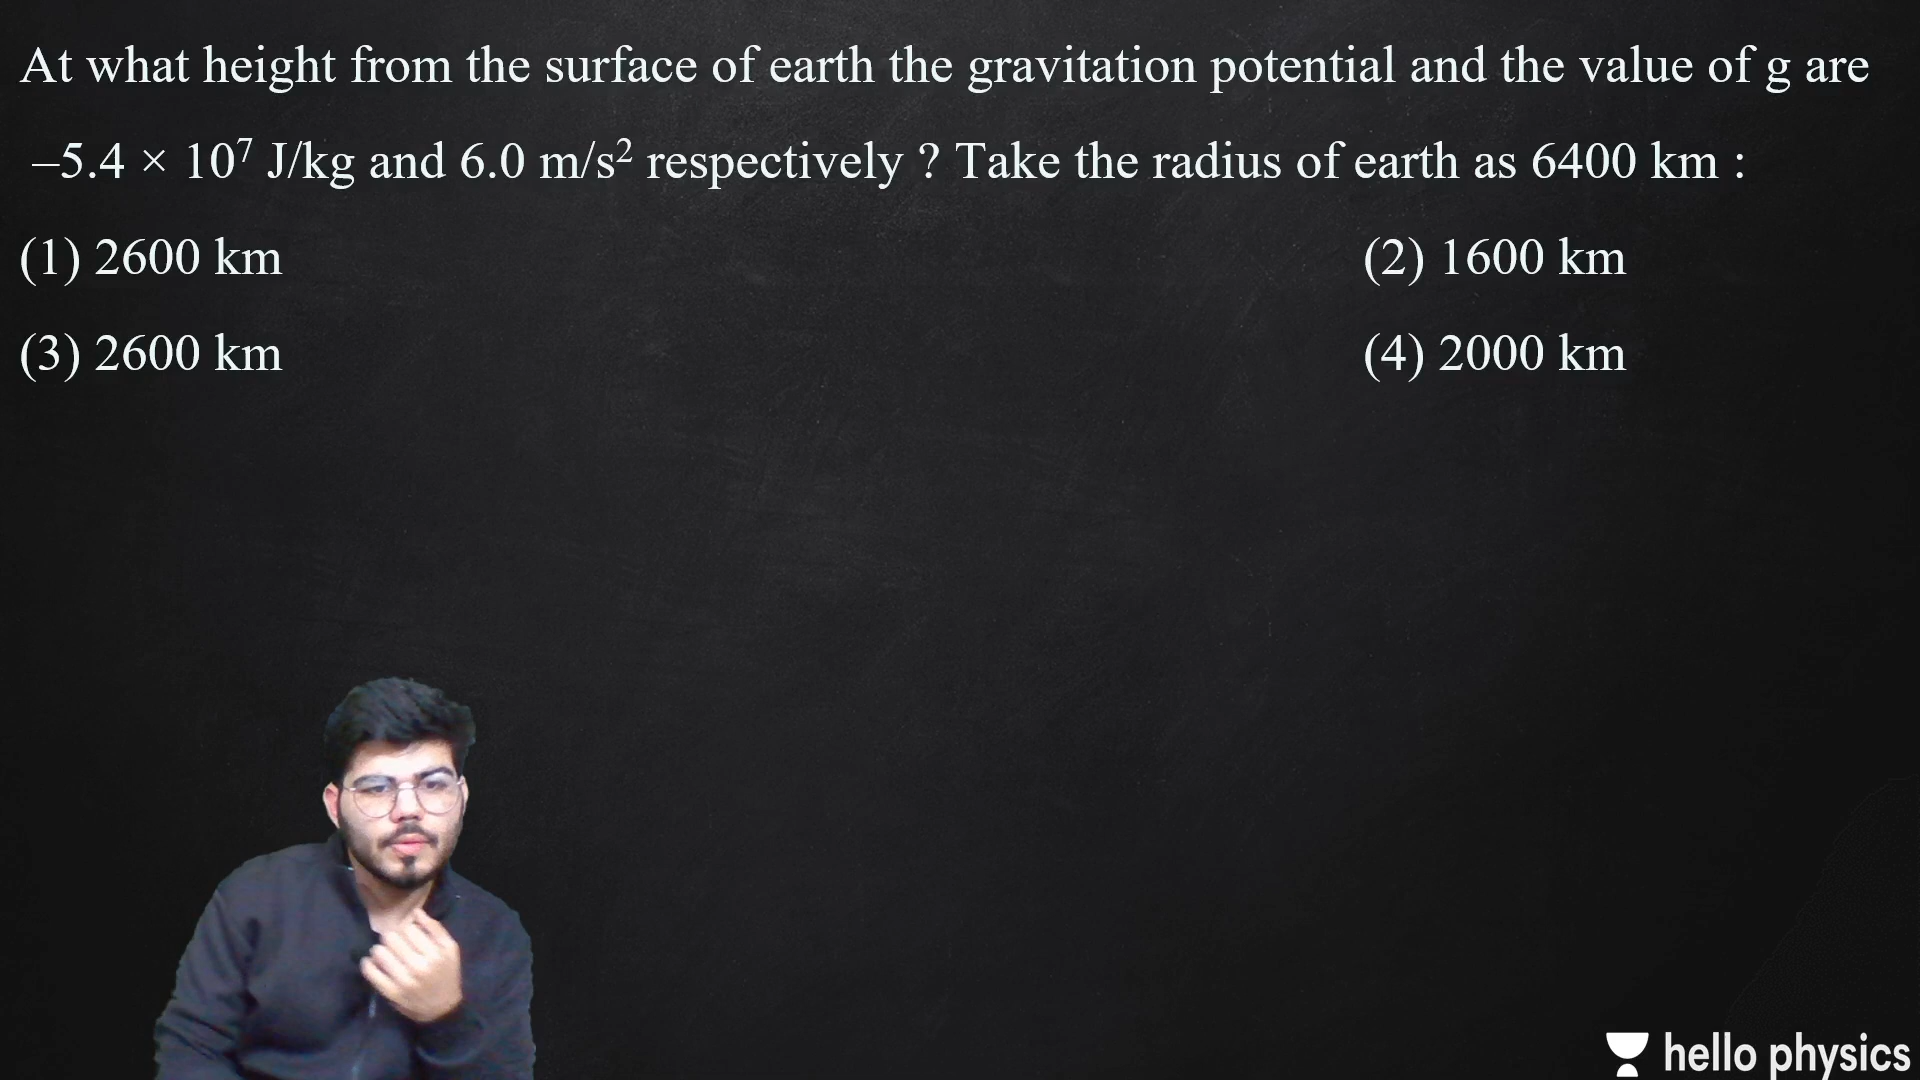 At what height from the surface of earth the gravitation potential and the value of g are
–5.4 × 10⁷ J/kg and 6.0 m/s² respectively ? Take the radius of earth as 6400 km :
(1) 2600 km (2) 1600 km
(3) 2600 km (4) 2000 km
hello physics